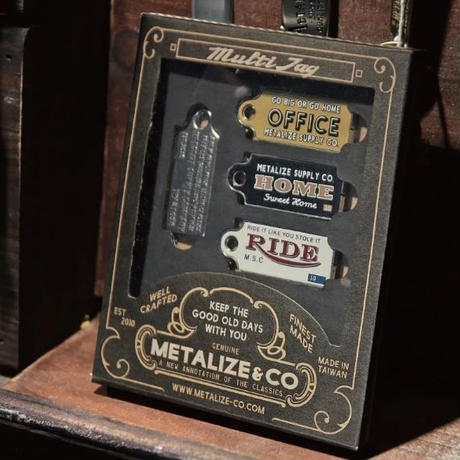 Multi Tag
GO BIG OR GO HOME
OFFICE
METALIZE SUPPLY CO.
METALIZE SUPPLY CO.
HOME
Sweet Home
RIDE IT LIKE YOU STOLE IT
RIDE
M.S.C
10
WELL
CRAFTED
KEEP THE
GOOD OLD DAYS
WITH YOU
FINEST
MADE
EST
2010
GENUINE
MADE IN
TAIWAN
METALIZE&CO
A NEW ANNOTATION OF THE CLASSICS
WWW.METALIZE-CO.COM